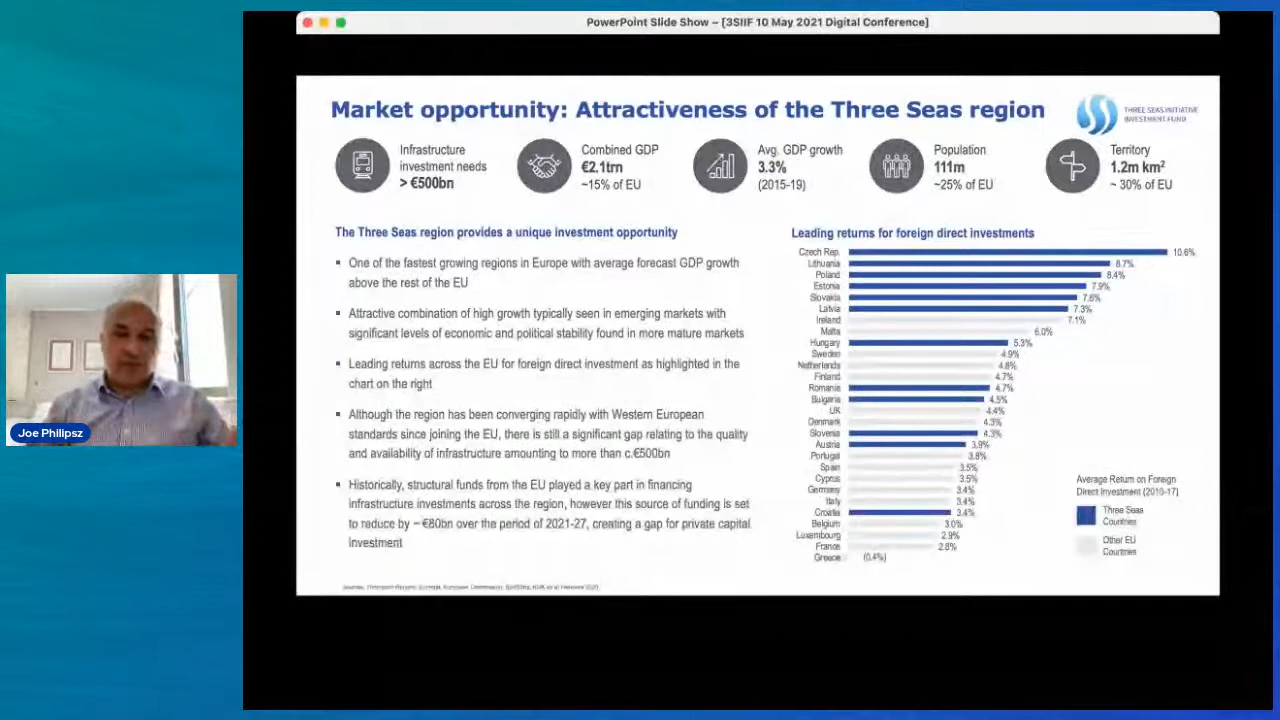 PowerPoint Slide Show – [3SIIF 10 May 2021 Digital Conference]
Market opportunity: Attractiveness of the Three Seas region
THREE SEAS INITIATIVE
INVESTMENT FUND
Infrastructure
investment needs
> €500bn
Combined GDP
€2.1trn
~15% of EU
Avg. GDP growth
3.3%
(2015-19)
Population
111m
~25% of EU
Territory
1.2m km²
~ 30% of EU
The Three Seas region provides a unique investment opportunity
▪ One of the fastest growing regions in Europe with average forecast GDP growth
above the rest of the EU
▪ Attractive combination of high growth typically seen in emerging markets with
significant levels of economic and political stability found in more mature markets
▪ Leading returns across the EU for foreign direct investment as highlighted in the
chart on the right
▪ Although the region has been converging rapidly with Western European
standards since joining the EU, there is still a significant gap relating to the quality
and availability of infrastructure amounting to more than c.€500bn
▪ Historically, structural funds from the EU played a key part in financing
infrastructure investments across the region, however this source of funding is set
to reduce by ~€80bn over the period of 2021-27, creating a gap for private capital
investment
Leading returns for foreign direct investments
Czech Rep. 10.6%
Lithuania 8.7%
Poland 8.4%
Estonia 7.9%
Slovakia 7.6%
Latvia 7.3%
Ireland 7.1%
Malta 6.0%
Hungary 5.3%
Sweden 4.9%
Netherlands 4.8%
Finland 4.7%
Romania 4.7%
Bulgaria 4.5%
UK 4.4%
Denmark 4.3%
Slovenia 4.3%
Austria 3.9%
Portugal 3.8%
Spain 3.5%
Cyprus 3.5%
Germany 3.4%
Italy 3.4%
Croatia 3.4%
Belgium 3.0%
Luxembourg 2.9%
France 2.8%
Greece (0.4%)
Average Return on Foreign
Direct Investment (2010-17)
Three Seas
Countries
Other EU
Countries
Joe Philipsz